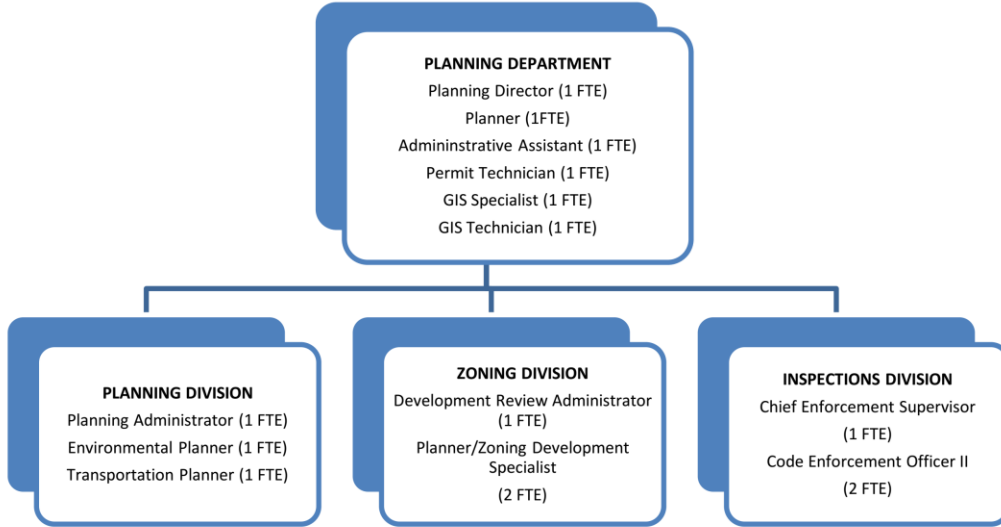 PLANNING DEPARTMENT
Planning Director (1 FTE)
Planner (1FTE)
Admininstrative Assistant (1 FTE)
Permit Technician (1 FTE)
GIS Specialist (1 FTE)
GIS Technician (1 FTE)
PLANNING DIVISION
Planning Administrator (1 FTE)
Environmental Planner (1 FTE)
Transportation Planner (1 FTE)
ZONING DIVISION
Development Review Administrator
(1 FTE)
Planner/Zoning Development
Specialist
(2 FTE)
INSPECTIONS DIVISION
Chief Enforcement Supervisor
(1 FTE)
Code Enforcement Officer II
(2 FTE)